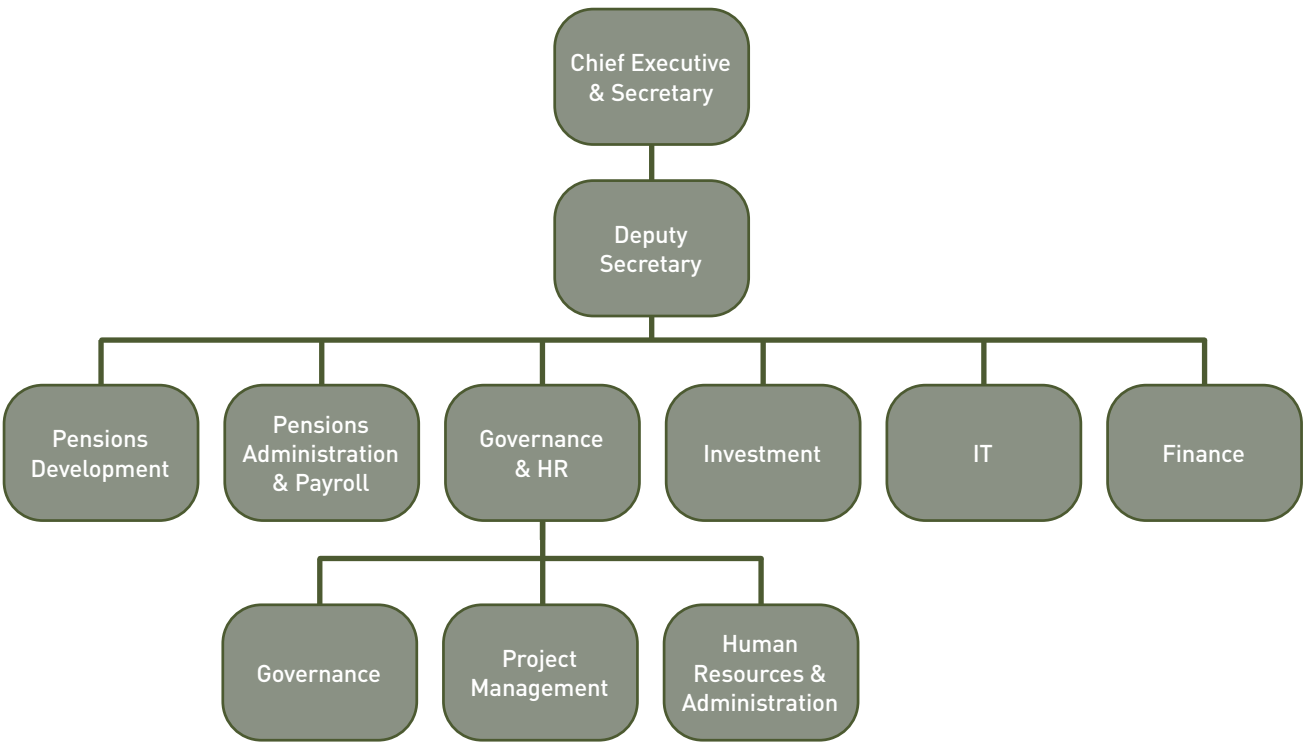 Chief Executive
& Secretary
Deputy
Secretary
Pensions
Development
Pensions
Administration
& Payroll
Governance
& HR
Investment
IT
Finance
Governance
Project
Management
Human
Resources &
Administration